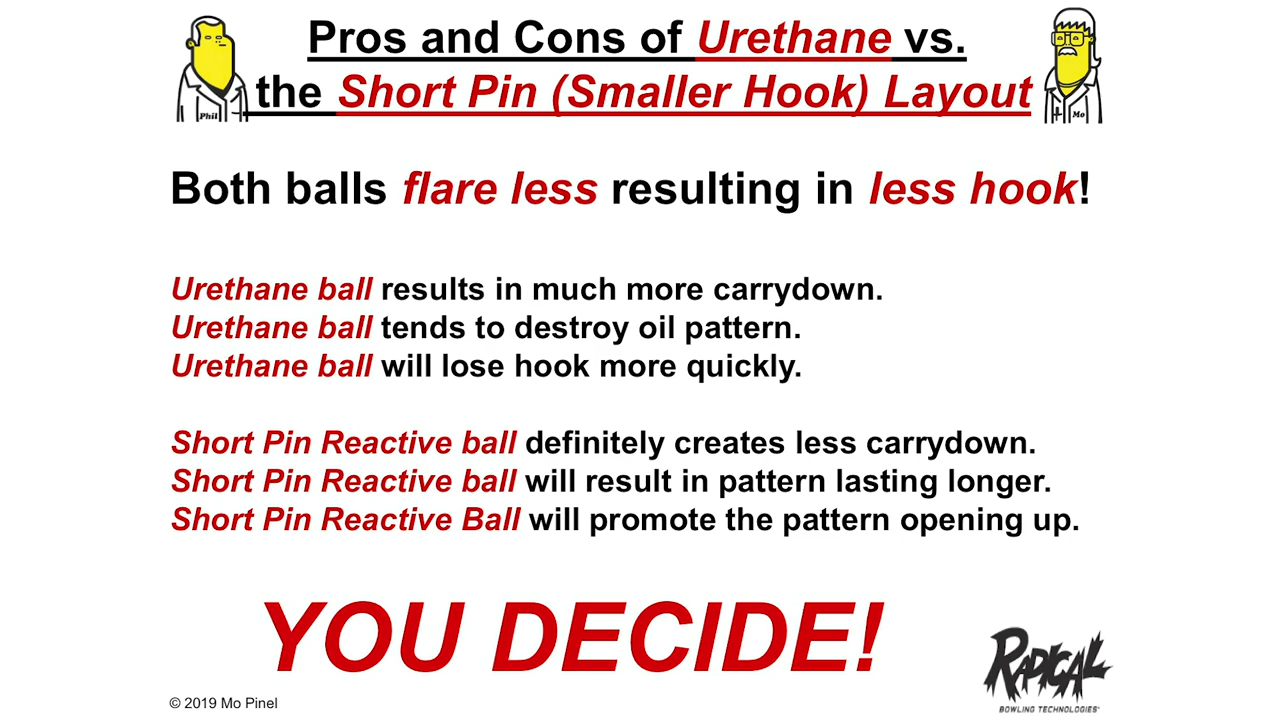 Pros and Cons of Urethane vs.
the Short Pin (Smaller Hook) Layout
Phil
Mo
Both balls flare less resulting in less hook!
Urethane ball results in much more carrydown.
Urethane ball tends to destroy oil pattern.
Urethane ball will lose hook more quickly.
Short Pin Reactive ball definitely creates less carrydown.
Short Pin Reactive ball will result in pattern lasting longer.
Short Pin Reactive Ball will promote the pattern opening up.
YOU DECIDE!
RADICAL
BOWLING TECHNOLOGIES
© 2019 Mo Pinel